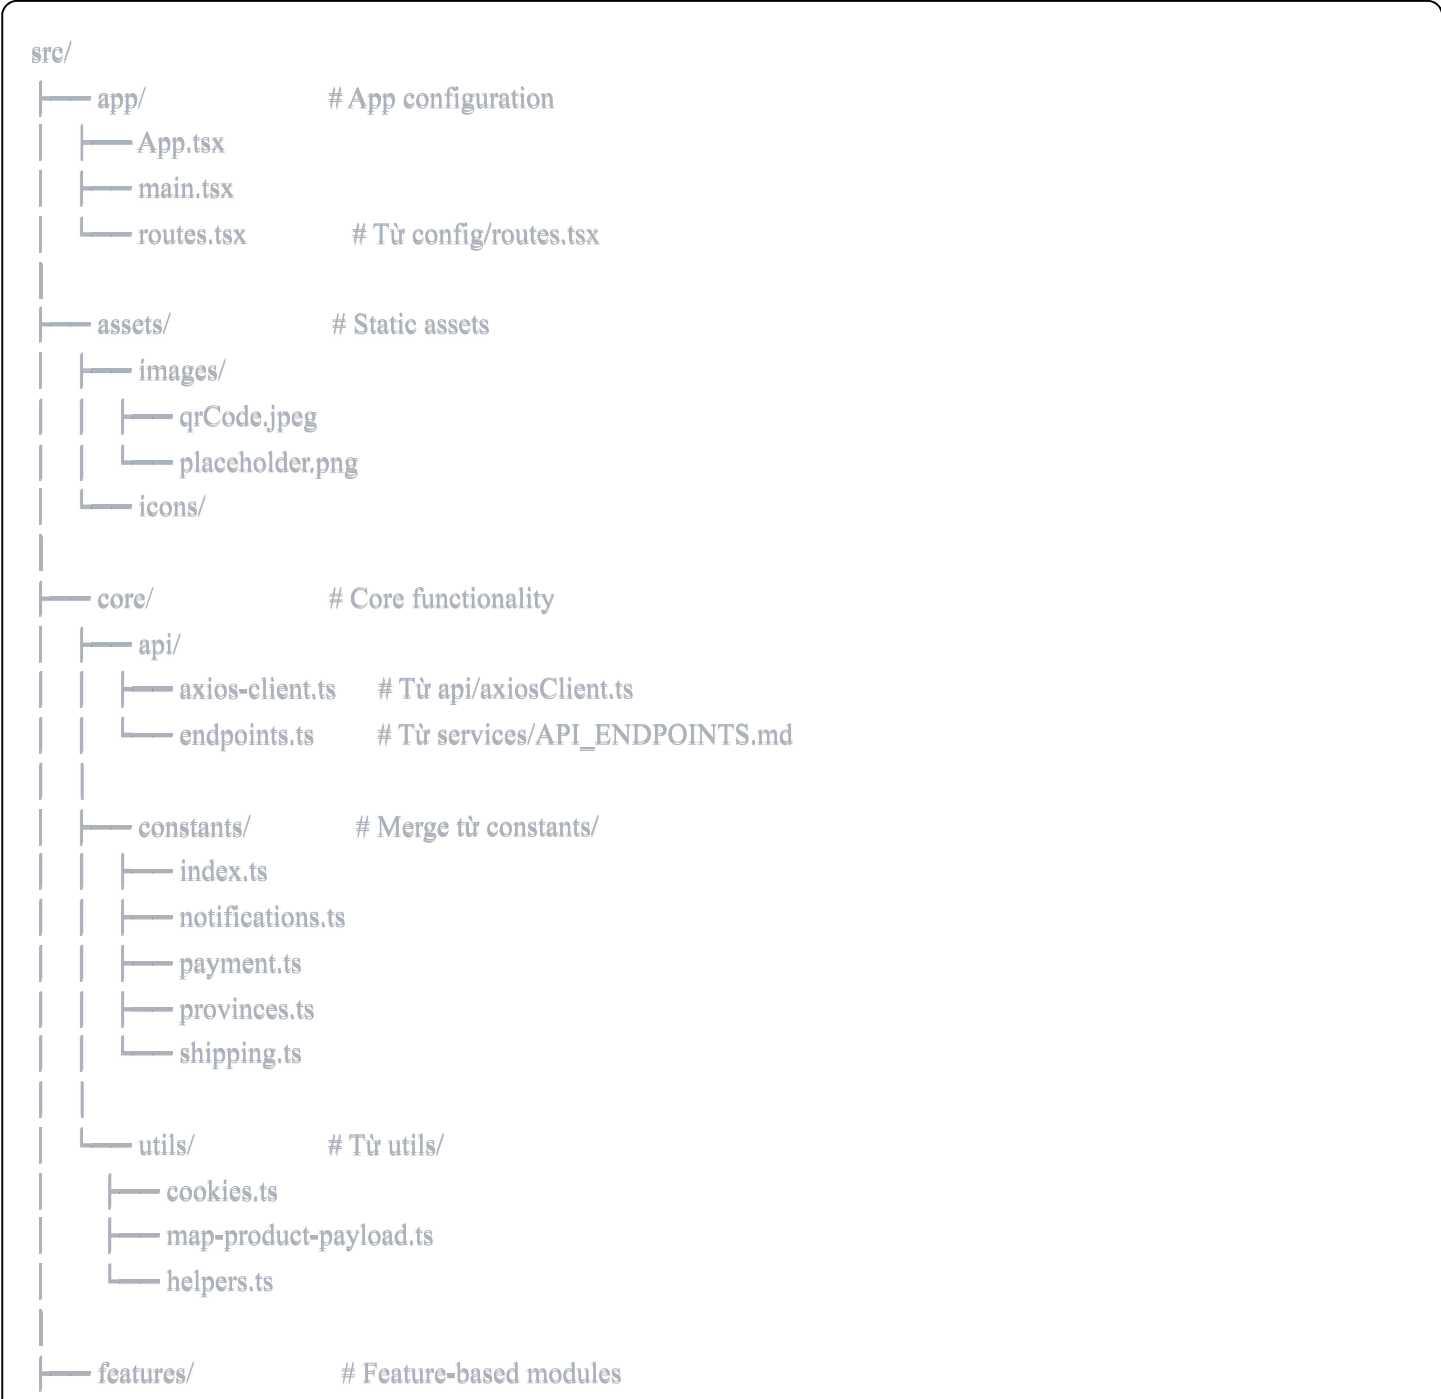 src/
├── app/                    # App configuration
│   ├── App.tsx
│   ├── main.tsx
│   └── routes.tsx          # Từ config/routes.tsx
│
├── assets/                 # Static assets
│   ├── images/
│   │   ├── qrCode.jpeg
│   │   └── placeholder.png
│   └── icons/
│
├── core/                   # Core functionality
│   ├── api/
│   │   ├── axios-client.ts     # Từ api/axiosClient.ts
│   │   └── endpoints.ts        # Từ services/API_ENDPOINTS.md
│   │
│   ├── constants/          # Merge từ constants/
│   │   ├── index.ts
│   │   ├── notifications.ts
│   │   ├── payment.ts
│   │   ├── provinces.ts
│   │   └── shipping.ts
│   │
│   └── utils/              # Từ utils/
│       ├── cookies.ts
│       ├── map-product-payload.ts
│       └── helpers.ts
│
├── features/               # Feature-based modules